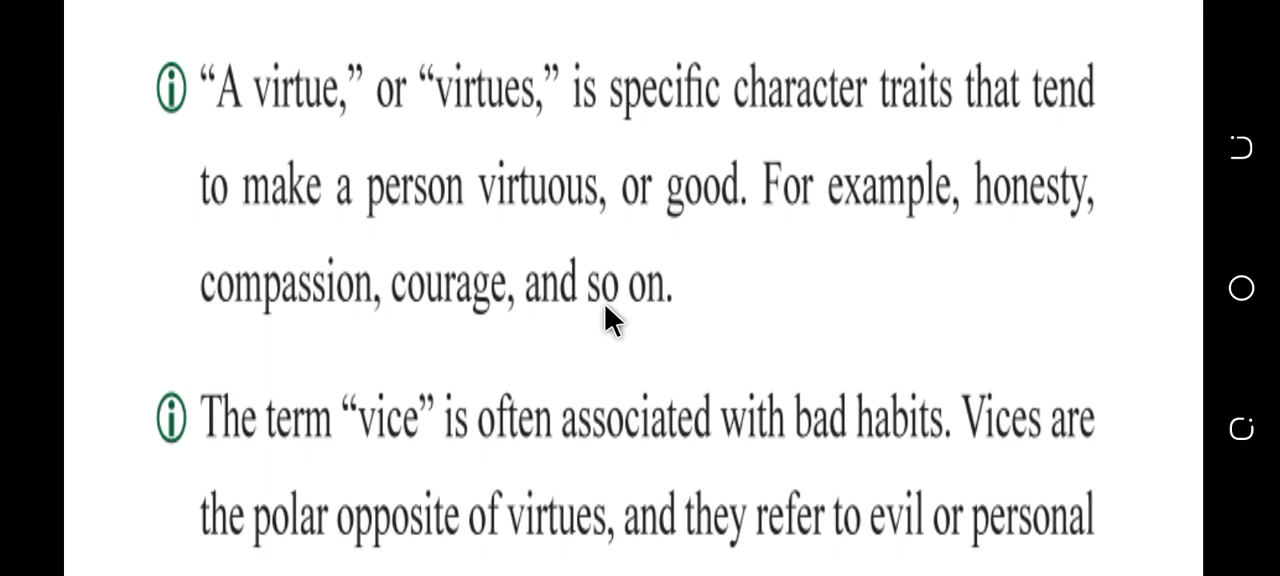 “A virtue,” or “virtues,” is specific character traits that tend
to make a person virtuous, or good. For example, honesty,
compassion, courage, and so on.
The term “vice” is often associated with bad habits. Vices are
the polar opposite of virtues, and they refer to evil or personal